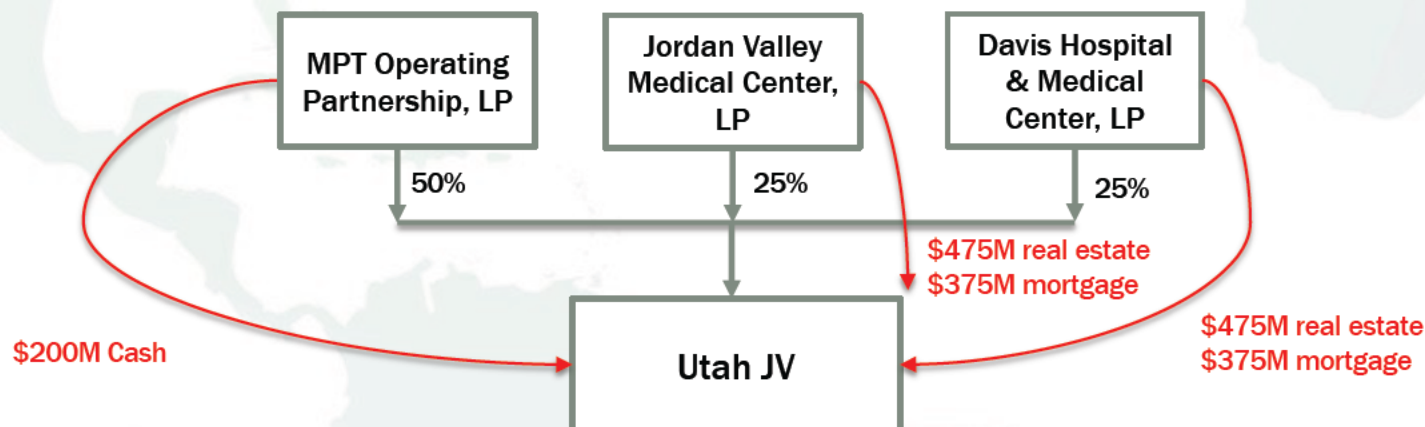 MPT Operating
Partnership, LP
Jordan Valley
Medical Center,
LP
Davis Hospital
& Medical
Center, LP
50%
25%
25%
$475M real estate
$375M mortgage
$475M real estate
$375M mortgage
$200M Cash
Utah JV